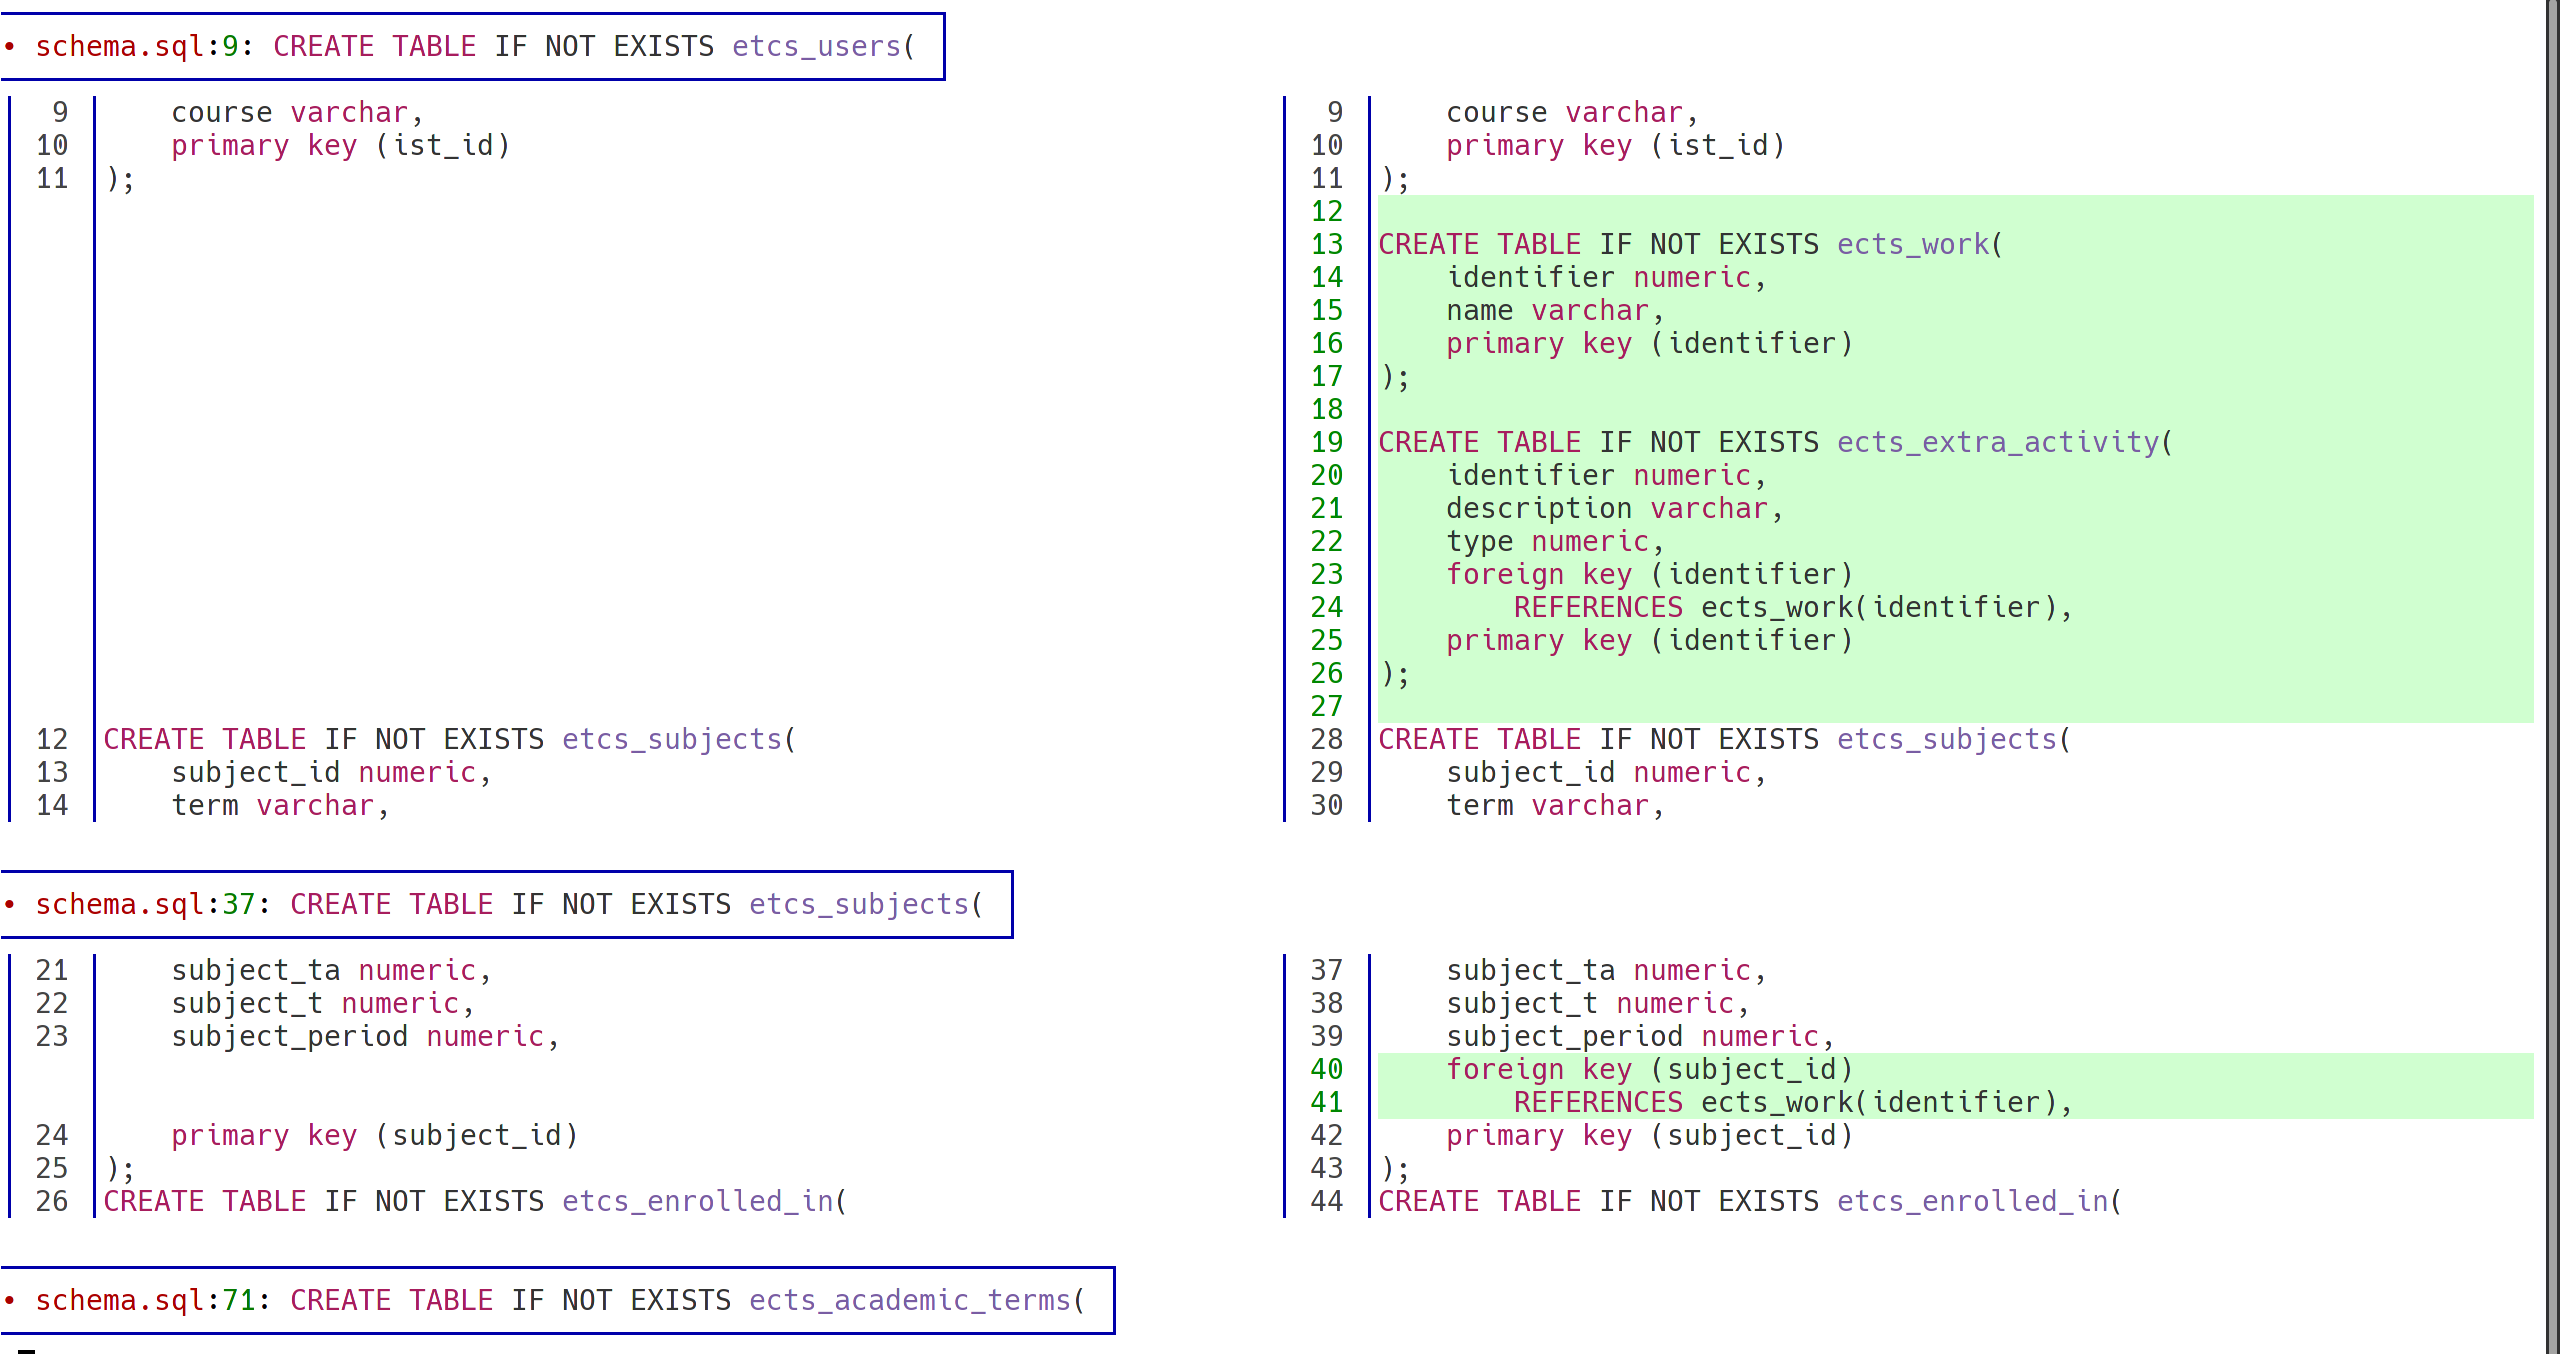 • schema.sql:9: CREATE TABLE IF NOT EXISTS etcs_users(
9 course varchar,
10 primary key (ist_id)
11 );
12 CREATE TABLE IF NOT EXISTS etcs_subjects(
13 subject_id numeric,
14 term varchar,
9 course varchar,
10 primary key (ist_id)
11 );
12
13 CREATE TABLE IF NOT EXISTS ects_work(
14 identifier numeric,
15 name varchar,
16 primary key (identifier)
17 );
18
19 CREATE TABLE IF NOT EXISTS ects_extra_activity(
20 identifier numeric,
21 description varchar,
22 type numeric,
23 foreign key (identifier)
24 REFERENCES ects_work(identifier),
25 primary key (identifier)
26 );
27
28 CREATE TABLE IF NOT EXISTS etcs_subjects(
29 subject_id numeric,
30 term varchar,
• schema.sql:37: CREATE TABLE IF NOT EXISTS etcs_subjects(
21 subject_ta numeric,
22 subject_t numeric,
23 subject_period numeric,
24 primary key (subject_id)
25 );
26 CREATE TABLE IF NOT EXISTS etcs_enrolled_in(
37 subject_ta numeric,
38 subject_t numeric,
39 subject_period numeric,
40 foreign key (subject_id)
41 REFERENCES ects_work(identifier),
42 primary key (subject_id)
43 );
44 CREATE TABLE IF NOT EXISTS etcs_enrolled_in(
• schema.sql:71: CREATE TABLE IF NOT EXISTS ects_academic_terms(